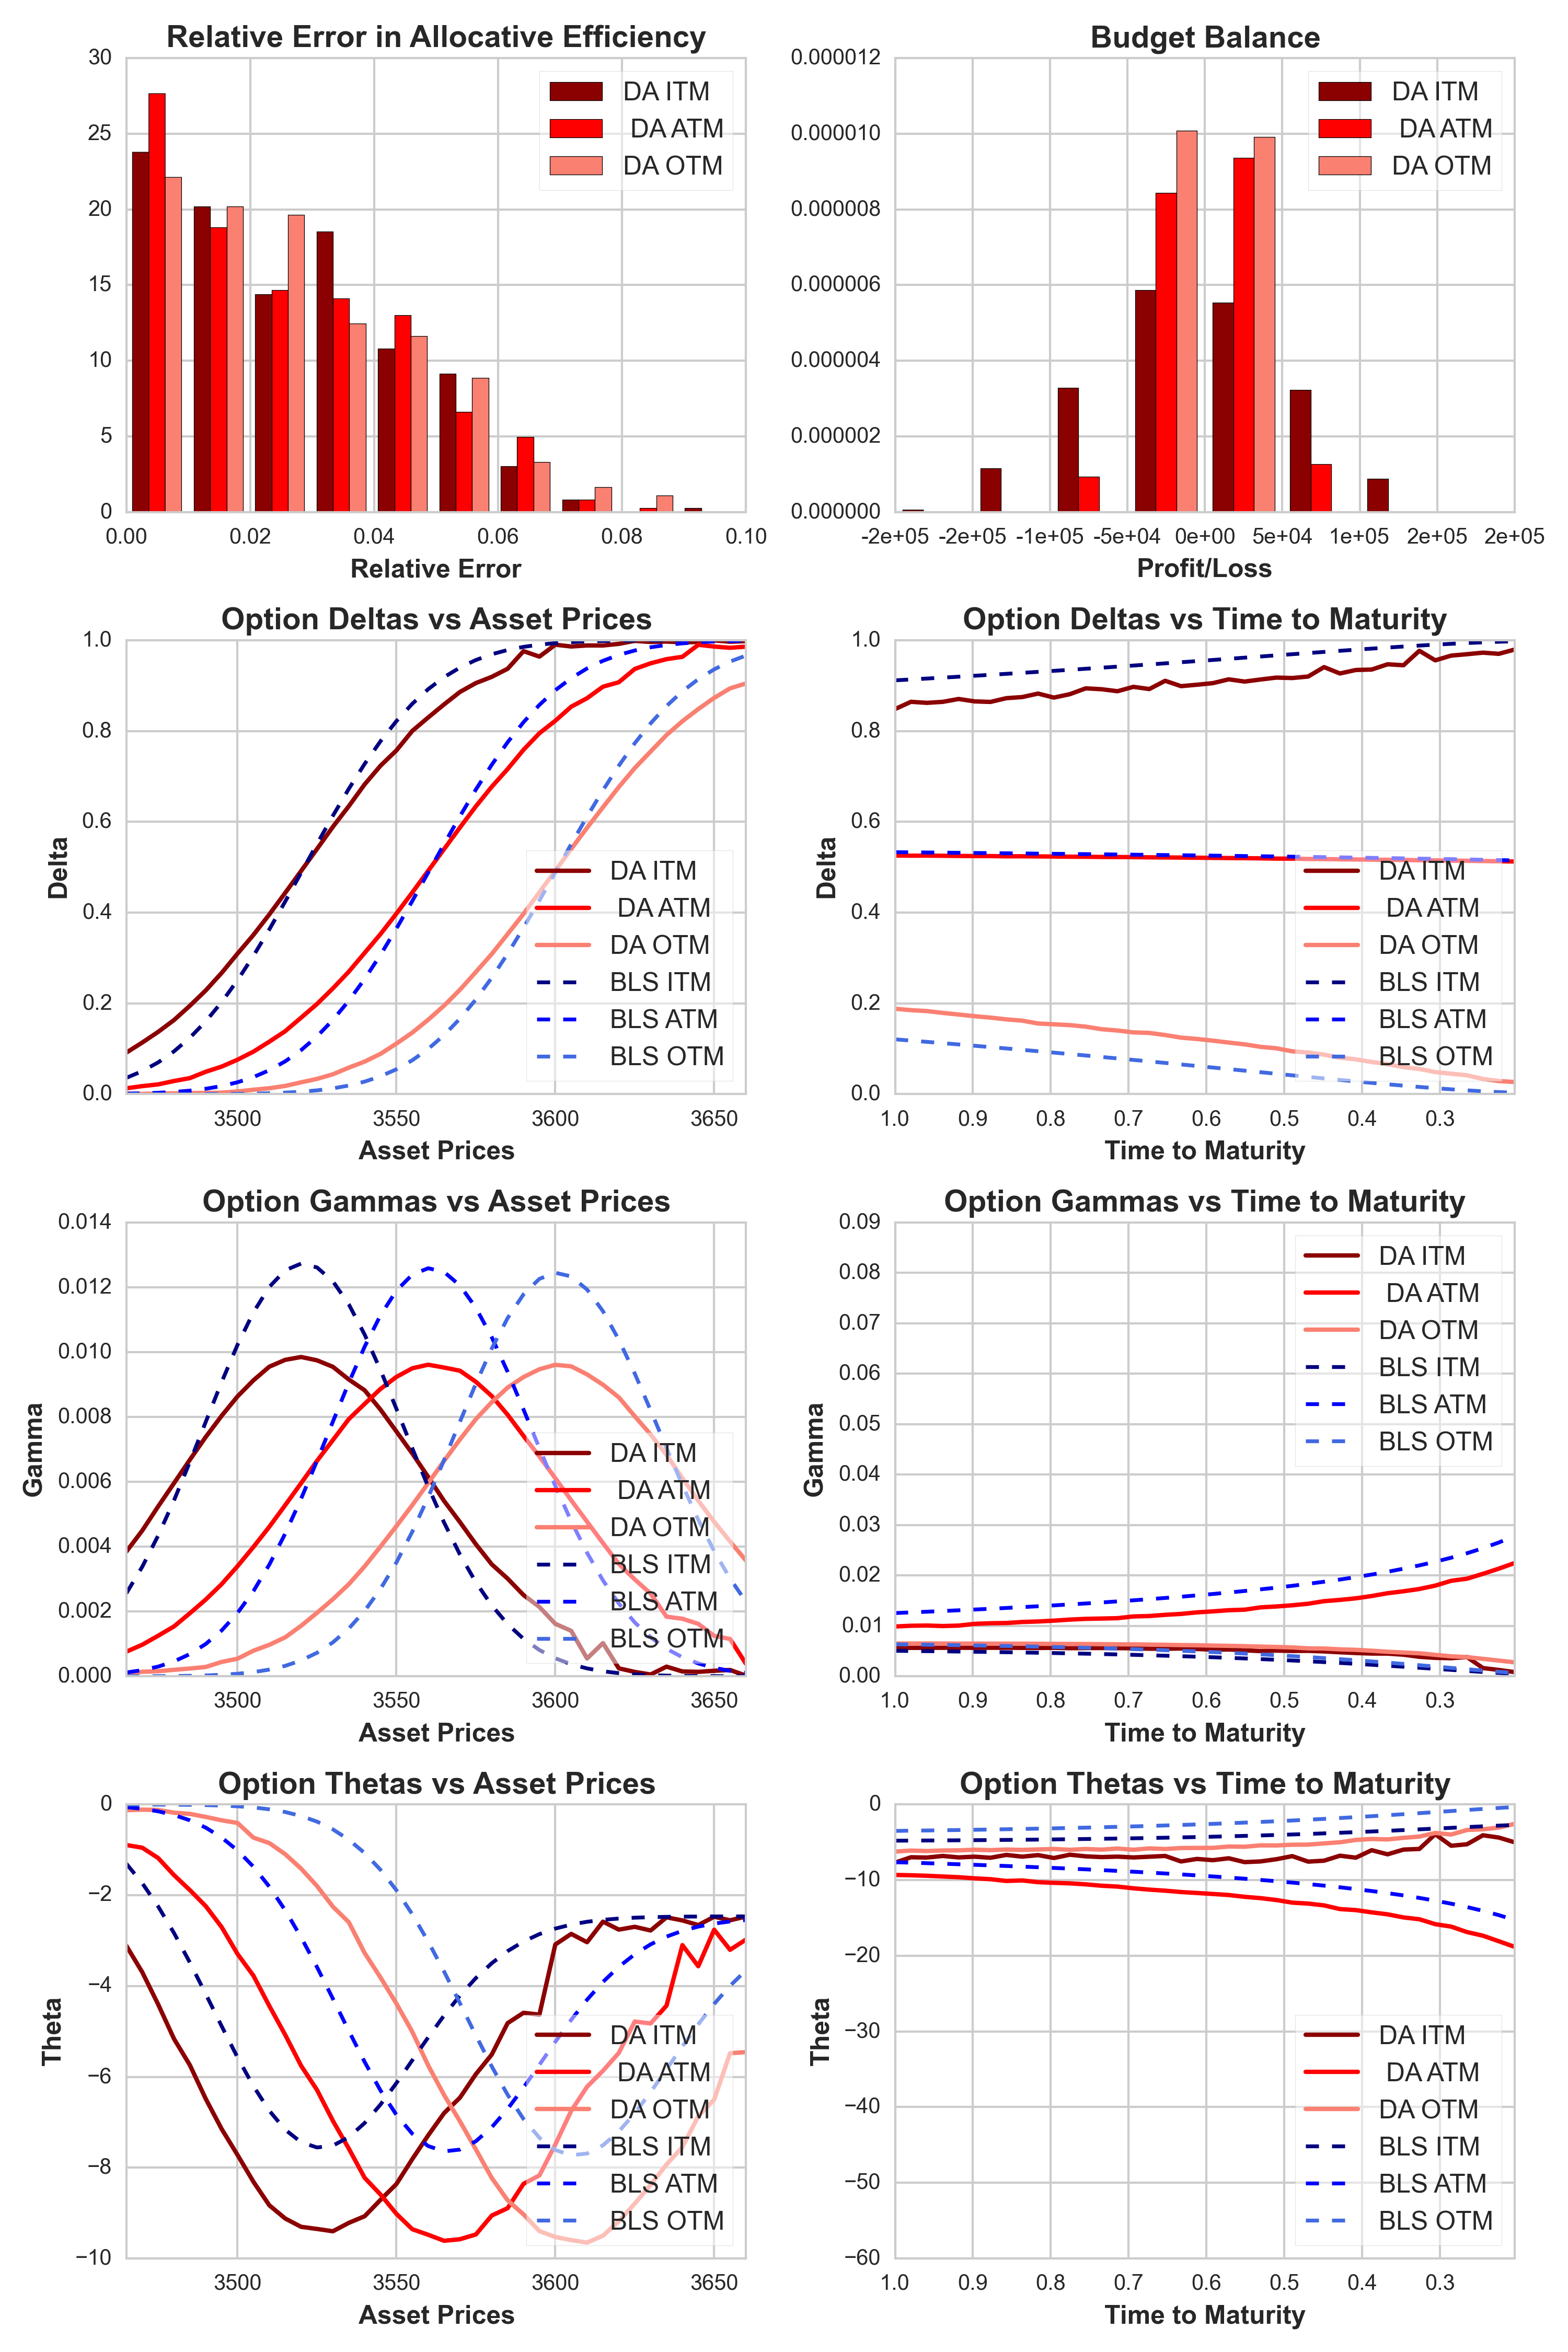 Relative Error in Allocative Efficiency
30
25
20
15
10
5
0
DA ITM
DA ATM
DA OTM
0.00 0.02 0.04 0.06 0.08 0.10
Relative Error
Budget Balance
0.000012
0.000010
0.000008
0.000006
0.000004
0.000002
0.000000
DA ITM
DA ATM
DA OTM
-2e+05 -2e+05 -1e+05 -5e+04 0e+00 5e+04 1e+05 2e+05 2e+05
Profit/Loss
Option Deltas vs Asset Prices
Delta
1.0
0.8
0.6
0.4
0.2
0.0
DA ITM
DA ATM
DA OTM
BLS ITM
BLS ATM
BLS OTM
3500 3550 3600 3650
Asset Prices
Option Deltas vs Time to Maturity
Delta
1.0
0.8
0.6
0.4
0.2
0.0
DA ITM
DA ATM
DA OTM
BLS ITM
BLS ATM
BLS OTM
1.0 0.9 0.8 0.7 0.6 0.5 0.4 0.3
Time to Maturity
Option Gammas vs Asset Prices
Gamma
0.014
0.012
0.010
0.008
0.006
0.004
0.002
0.000
DA ITM
DA ATM
DA OTM
BLS ITM
BLS ATM
BLS OTM
3500 3550 3600 3650
Asset Prices
Option Gammas vs Time to Maturity
Gamma
0.09
0.08
0.07
0.06
0.05
0.04
0.03
0.02
0.01
0.00
DA ITM
DA ATM
DA OTM
BLS ITM
BLS ATM
BLS OTM
1.0 0.9 0.8 0.7 0.6 0.5 0.4 0.3
Time to Maturity
Option Thetas vs Asset Prices
Theta
0
−2
−4
−6
−8
−10
DA ITM
DA ATM
DA OTM
BLS ITM
BLS ATM
BLS OTM
3500 3550 3600 3650
Asset Prices
Option Thetas vs Time to Maturity
Theta
0
−10
−20
−30
−40
−50
−60
DA ITM
DA ATM
DA OTM
BLS ITM
BLS ATM
BLS OTM
1.0 0.9 0.8 0.7 0.6 0.5 0.4 0.3
Time to Maturity